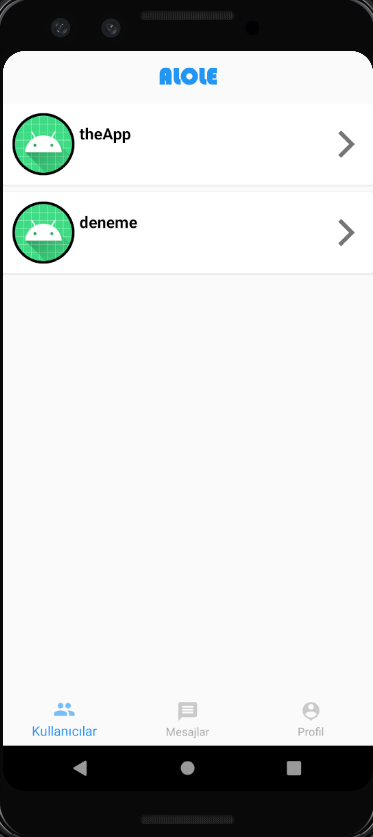 ALOLE
theApp
deneme
Kullanıcılar
Mesajlar
Profil